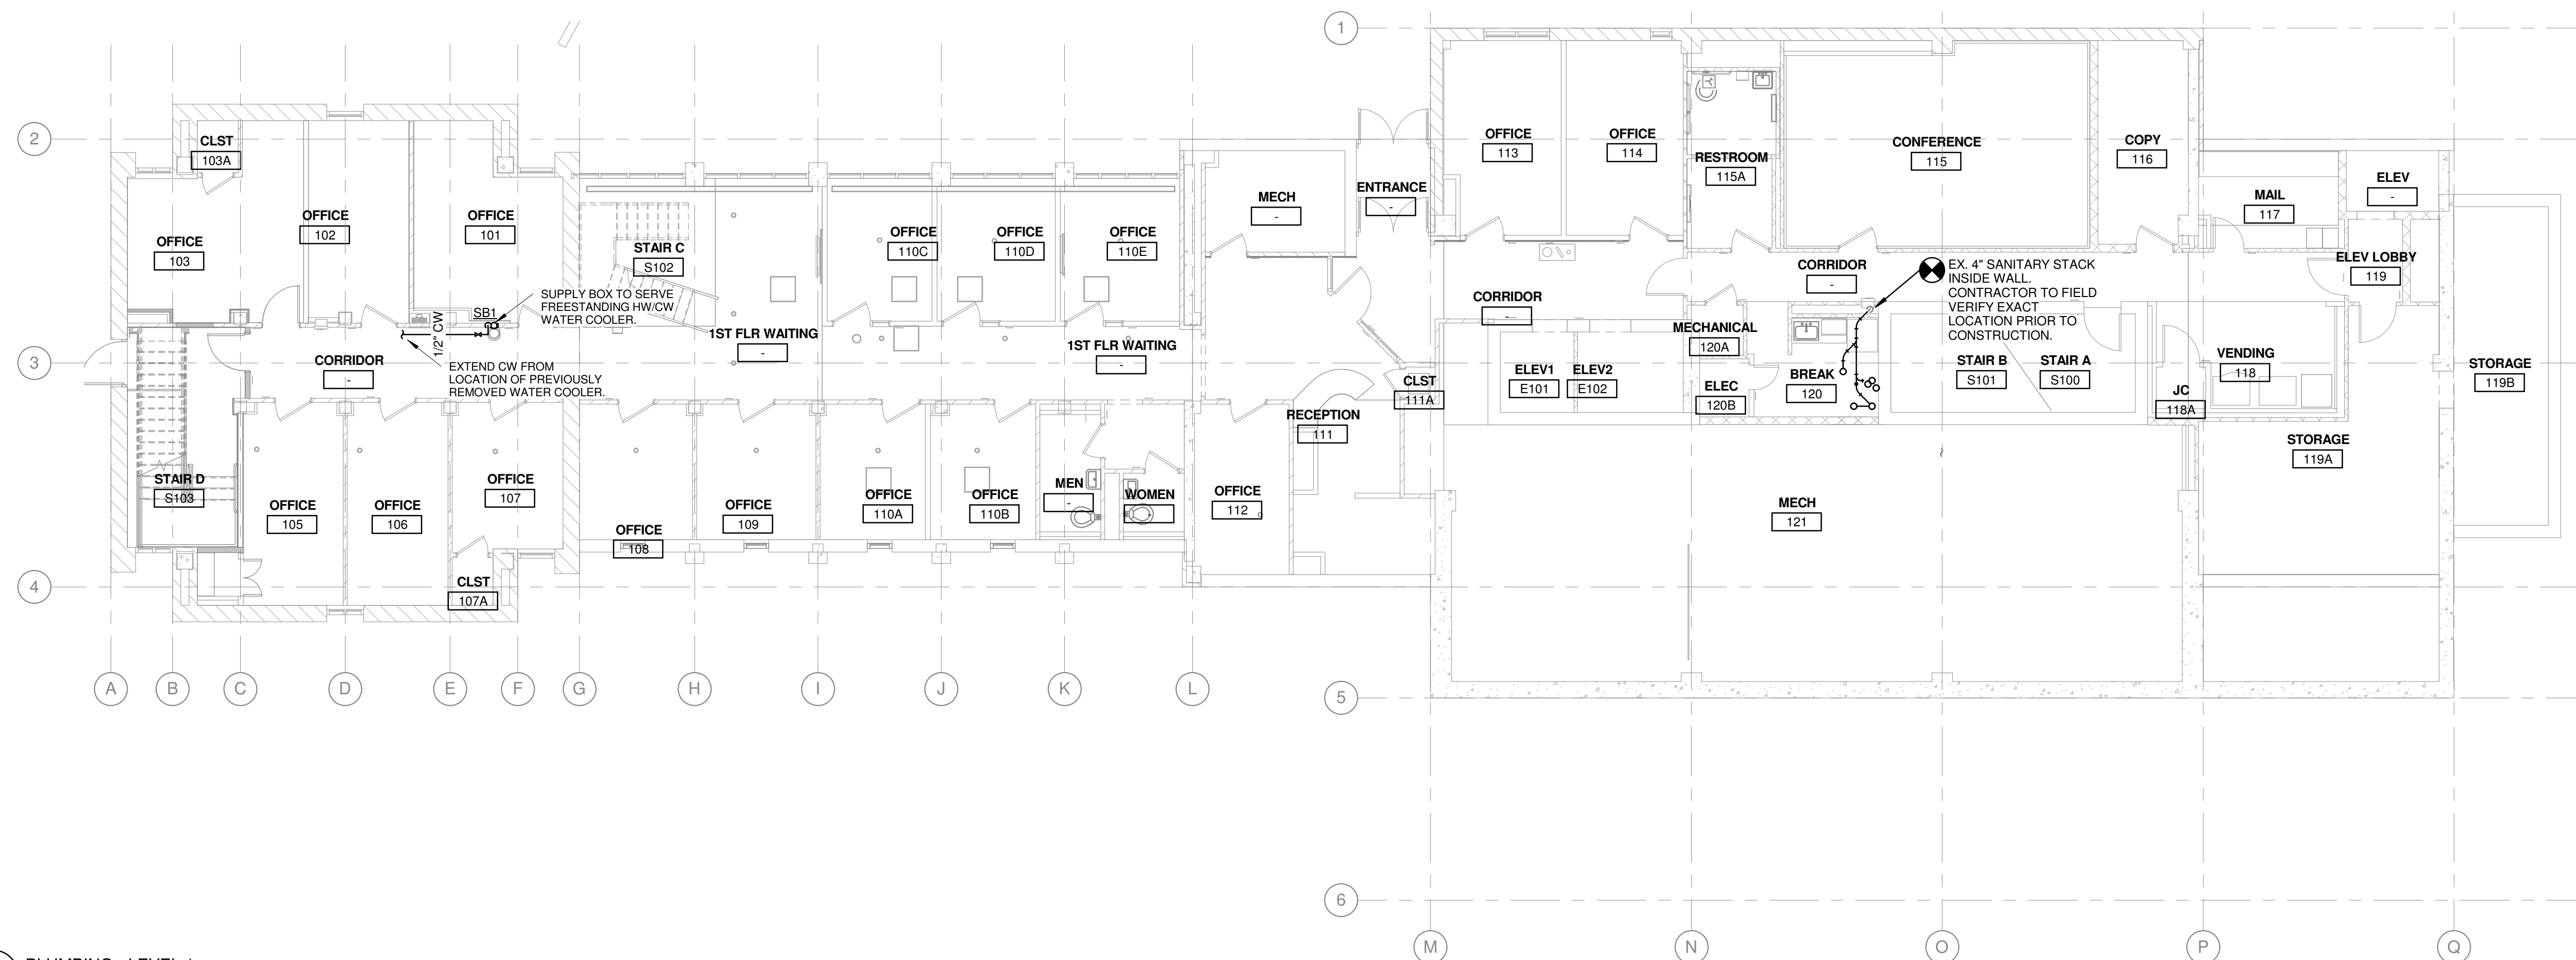 1
2
CLST
103A
OFFICE
102
OFFICE
101
OFFICE
103
STAIR C
S102
OFFICE
110C
OFFICE
110D
OFFICE
110E
MECH
-
ENTRANCE
-
OFFICE
113
OFFICE
114
RESTROOM
115A
CONFERENCE
115
COPY
116
MAIL
117
ELEV
-
ELEV LOBBY
119
CORRIDOR
-
EX. 4" SANITARY STACK
INSIDE WALL.
CONTRACTOR TO FIELD
VERIFY EXACT
LOCATION PRIOR TO
CONSTRUCTION.
SUPPLY BOX TO SERVE
FREESTANDING HW/CW
WATER COOLER.
SB1
1/2" CW
EXTEND CW FROM
LOCATION OF PREVIOUSLY
REMOVED WATER COOLER.
3
CORRIDOR
-
1ST FLR WAITING
-
1ST FLR WAITING
-
CORRIDOR
-
MECHANICAL
120A
ELEV1
E101
ELEV2
E102
ELEC
120B
BREAK
120
STAIR B
S101
STAIR A
S100
JC
118A
VENDING
118
STORAGE
119B
CLST
111A
RECEPTION
111
STORAGE
119A
STAIR D
S103
OFFICE
105
OFFICE
106
OFFICE
107
OFFICE
108
OFFICE
109
OFFICE
110A
OFFICE
110B
MEN
-
WOMEN
-
OFFICE
112
MECH
121
4
CLST
107A
A
B
C
D
E
F
G
H
I
J
K
L
5
6
M
N
O
P
Q